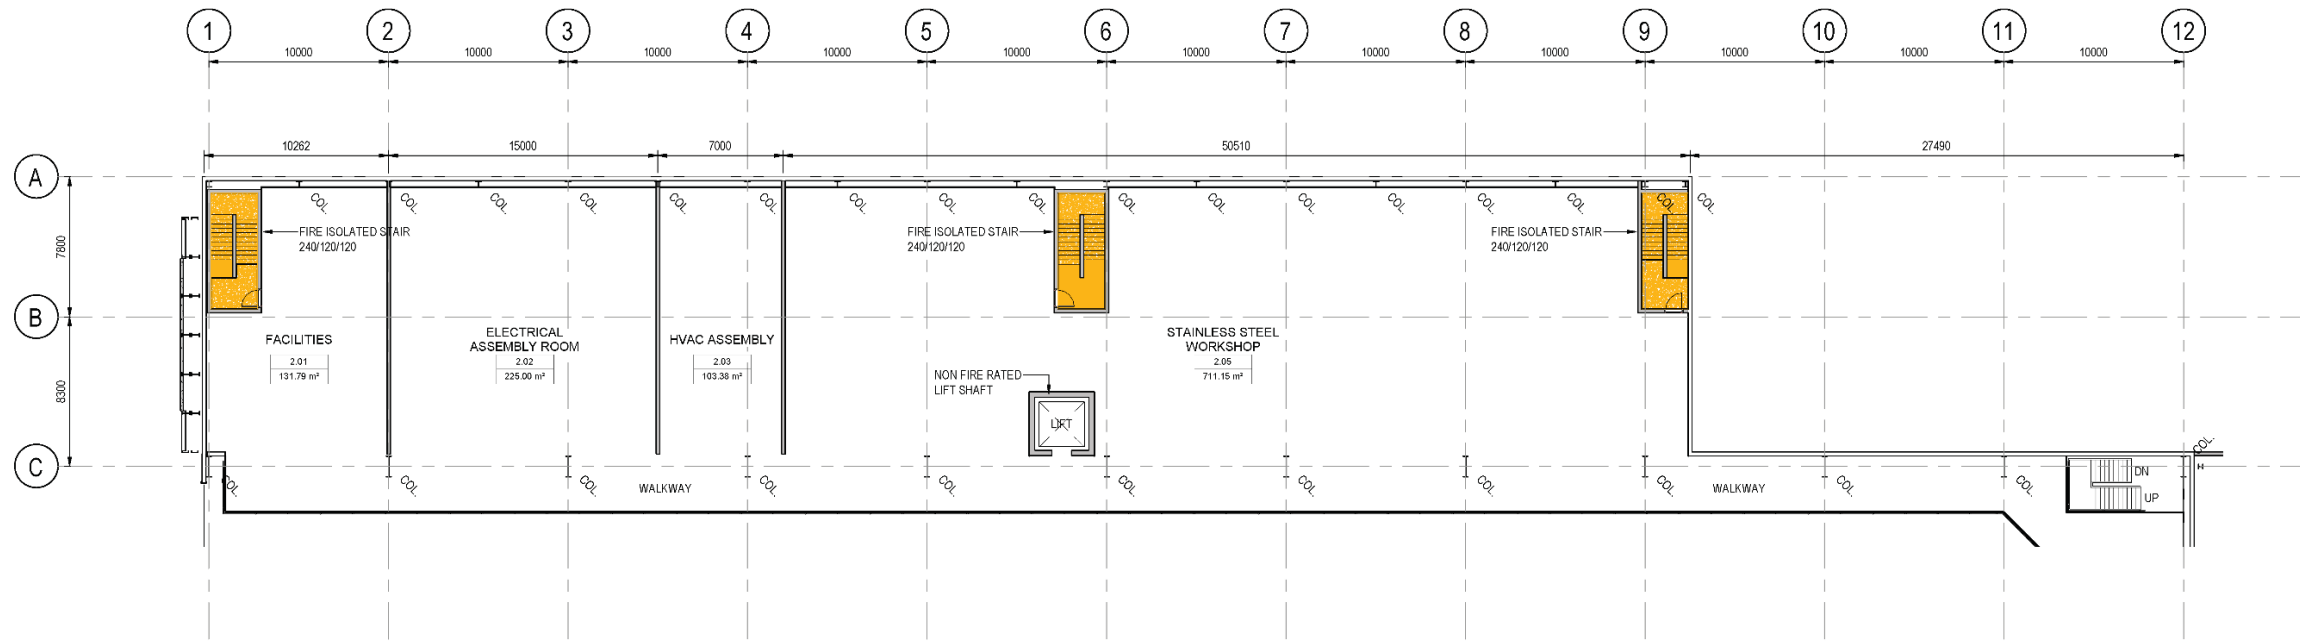 1 2 3 4 5 6 7 8 9 10 11 12
10000 10000 10000 10000 10000 10000 10000 10000 10000 10000 10000
10262 15000 7000 50510 27490
A
COL. COL. COL. COL. COL. COL. COL. COL. COL. COL. COL. COL.
FIRE ISOLATED STAIR
240/120/120
FIRE ISOLATED STAIR
240/120/120
FIRE ISOLATED STAIR
240/120/120
7800
B
FACILITIES
2.01
131.79 m²
ELECTRICAL
ASSEMBLY ROOM
2.02
225.00 m²
HVAC ASSEMBLY
2.03
103.38 m²
STAINLESS STEEL
WORKSHOP
2.05
711.15 m²
8300
NON FIRE RATED
LIFT SHAFT
LIFT
C
COL.
DN
UP
COL. COL. COL. COL. COL. COL. COL. COL. COL. COL. COL.
WALKWAY
WALKWAY